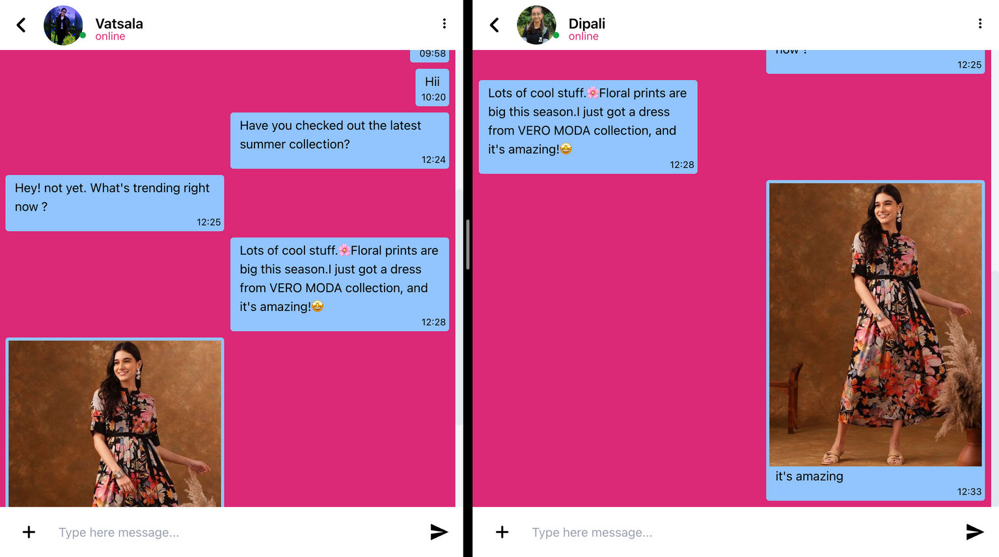 Vatsala
online
09:58
Hii
10:20
Have you checked out the latest
summer collection?
12:24
Hey! not yet. What's trending right
now ?
12:25
Lots of cool stuff.🌸Floral prints are
big this season.I just got a dress
from VERO MODA collection, and
it's amazing!🤩
12:28
Type here message...
Dipali
online
now ?
12:25
Lots of cool stuff.🌸Floral prints are
big this season.I just got a dress
from VERO MODA collection, and
it's amazing!🤩
12:28
it's amazing
12:33
Type here message...